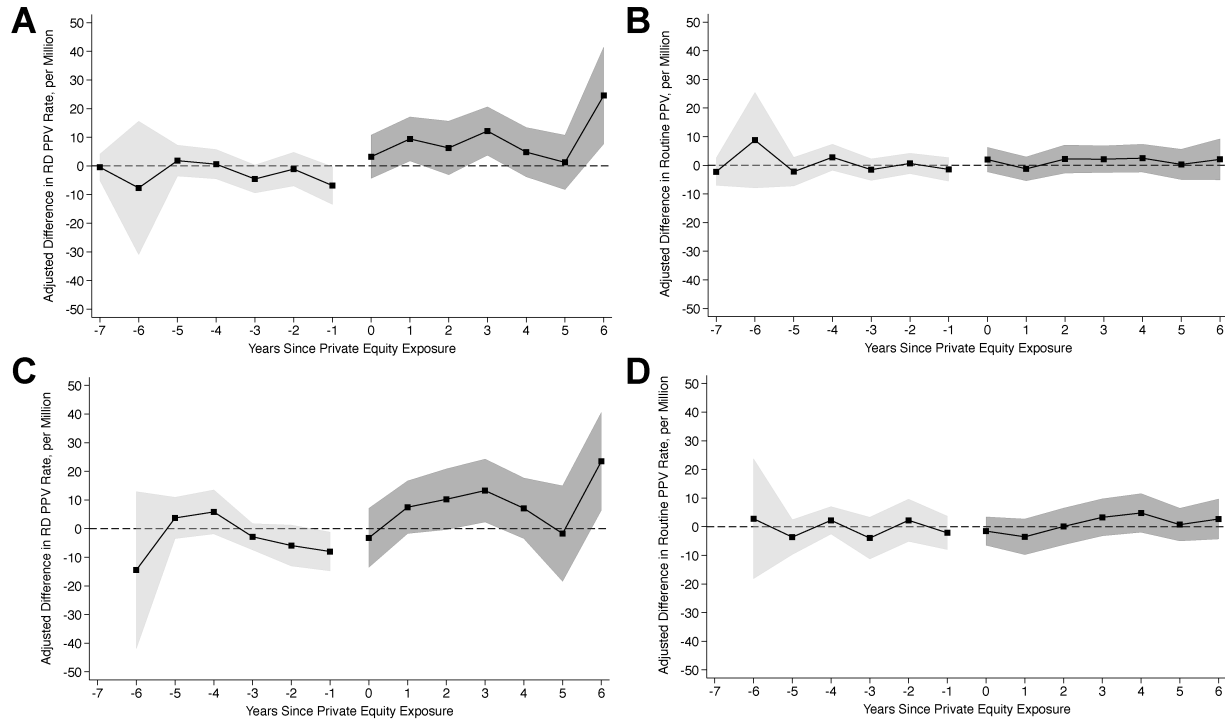 A
Adjusted Difference in RD PPV Rate, per Million
50
40
30
20
10
0
-10
-20
-30
-40
-50
-7 -6 -5 -4 -3 -2 -1 0 1 2 3 4 5 6
Years Since Private Equity Exposure
B
Adjusted Difference in Routine PPV, per Million
50
40
30
20
10
0
-10
-20
-30
-40
-50
-7 -6 -5 -4 -3 -2 -1 0 1 2 3 4 5 6
Years Since Private Equity Exposure
C
Adjusted Difference in RD PPV Rate, per Million
50
40
30
20
10
0
-10
-20
-30
-40
-50
-7 -6 -5 -4 -3 -2 -1 0 1 2 3 4 5 6
Years Since Private Equity Exposure
D
Adjusted Difference in Routine PPV Rate, per Million
50
40
30
20
10
0
-10
-20
-30
-40
-50
-7 -6 -5 -4 -3 -2 -1 0 1 2 3 4 5 6
Years Since Private Equity Exposure